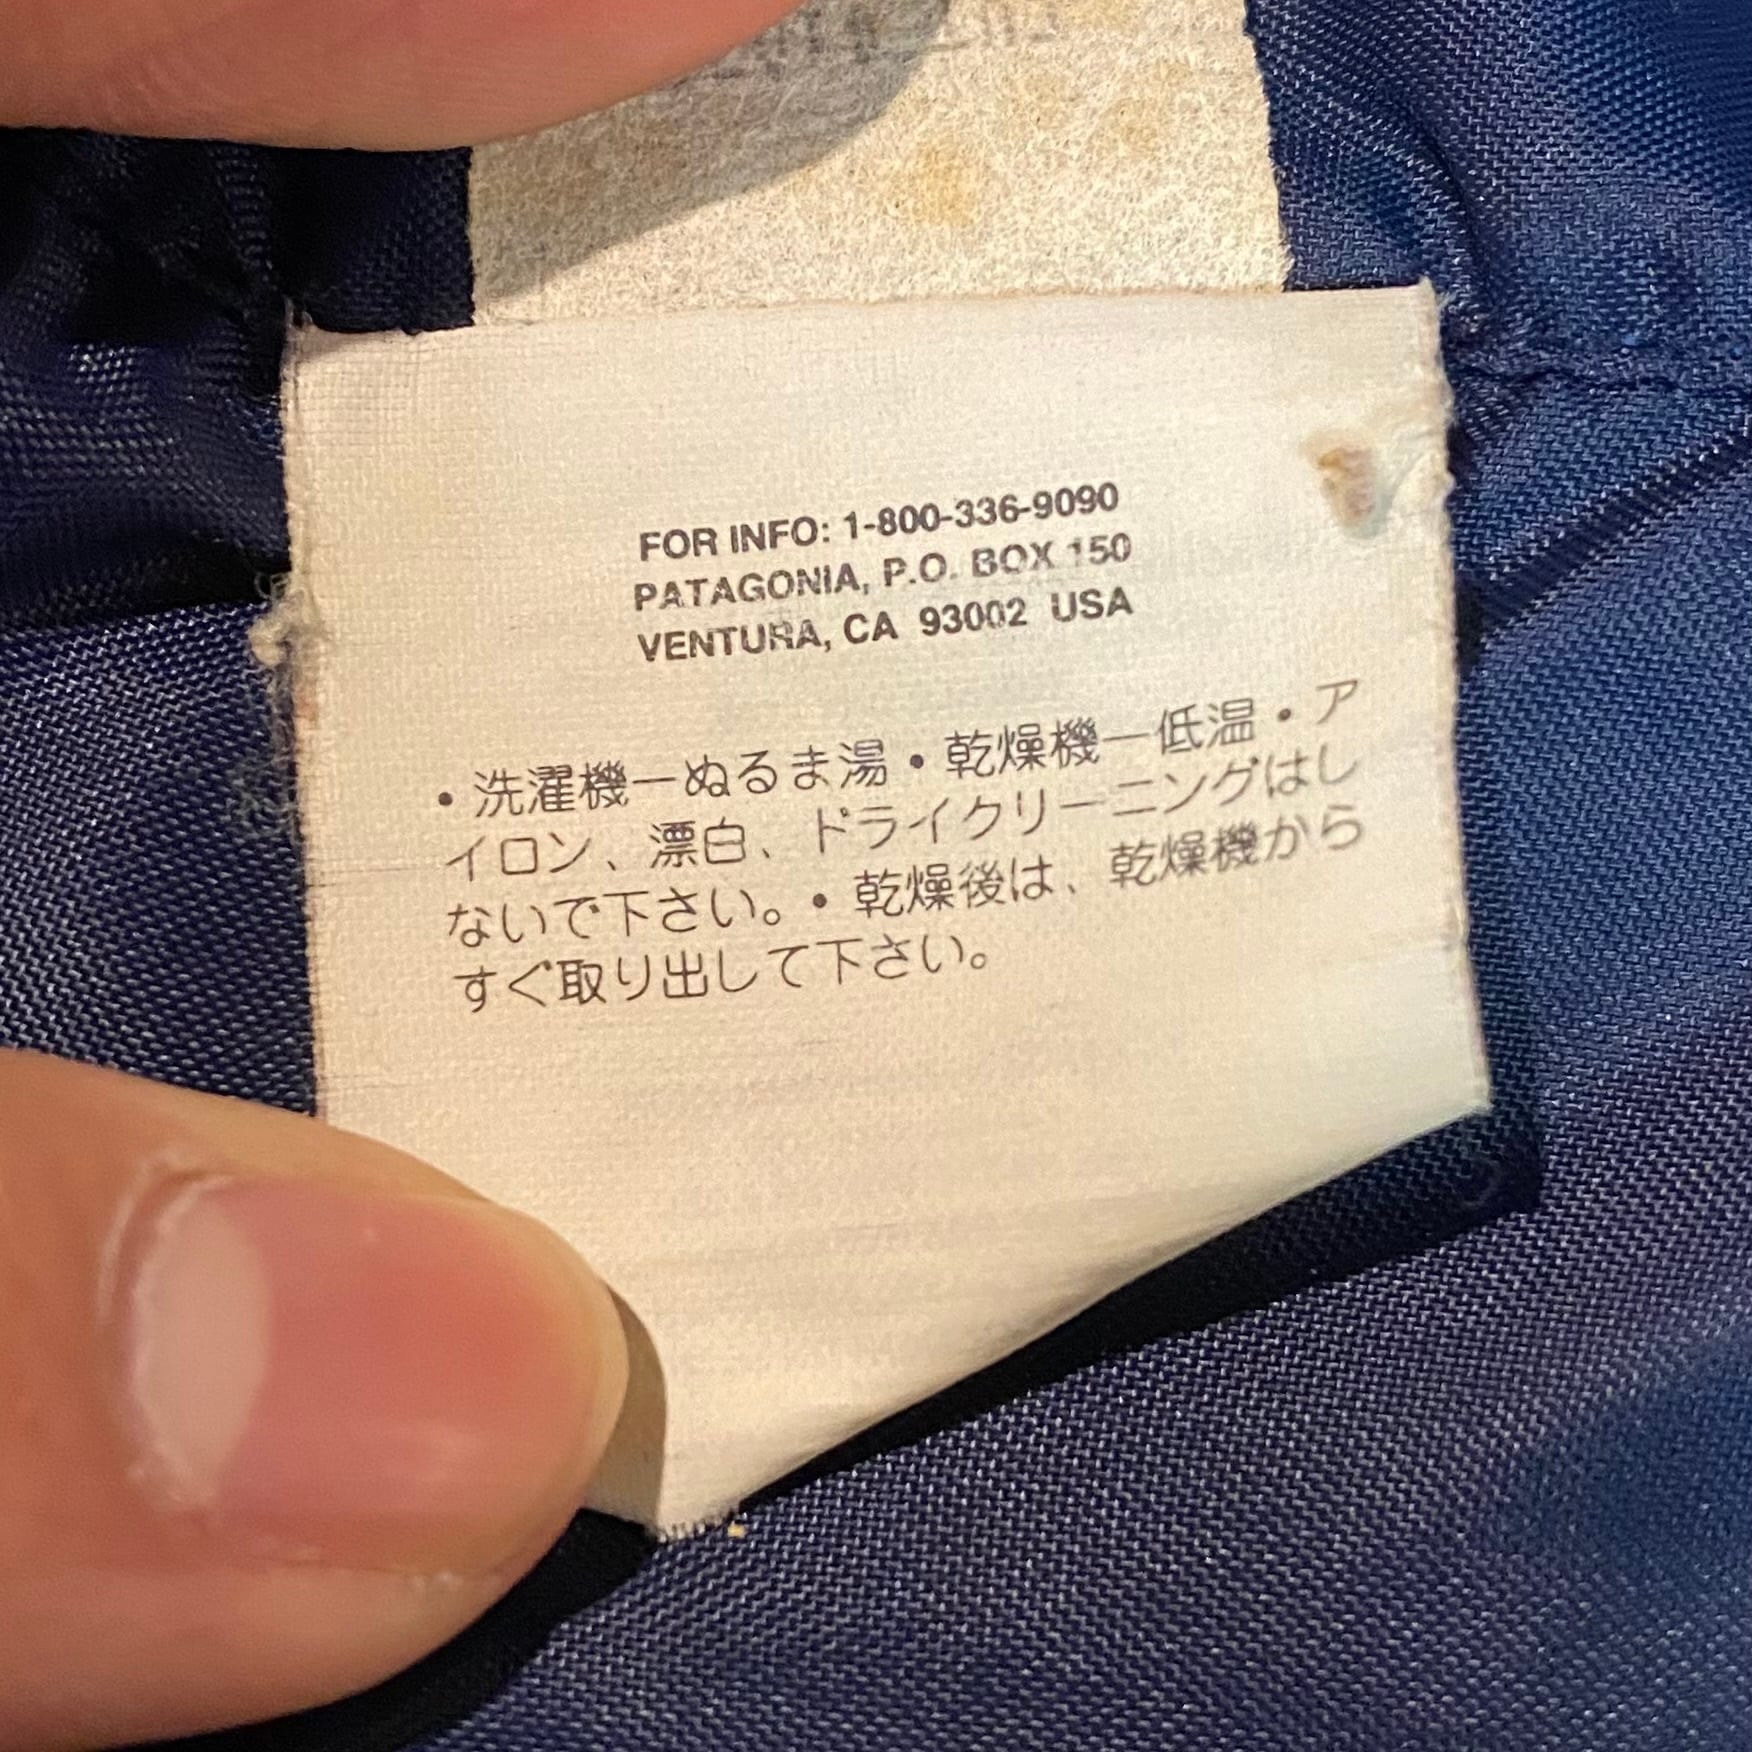 FOR INFO: 1-800-336-9090
PATAGONIA, P.O. BOX 150
VENTURA, CA 93002 USA
・洗濯機—ぬるま湯・乾燥機—低温・ア
イロン、漂白、ドライクリーニングはし
ないで下さい。・乾燥後は、乾燥機から
すぐ取り出して下さい。